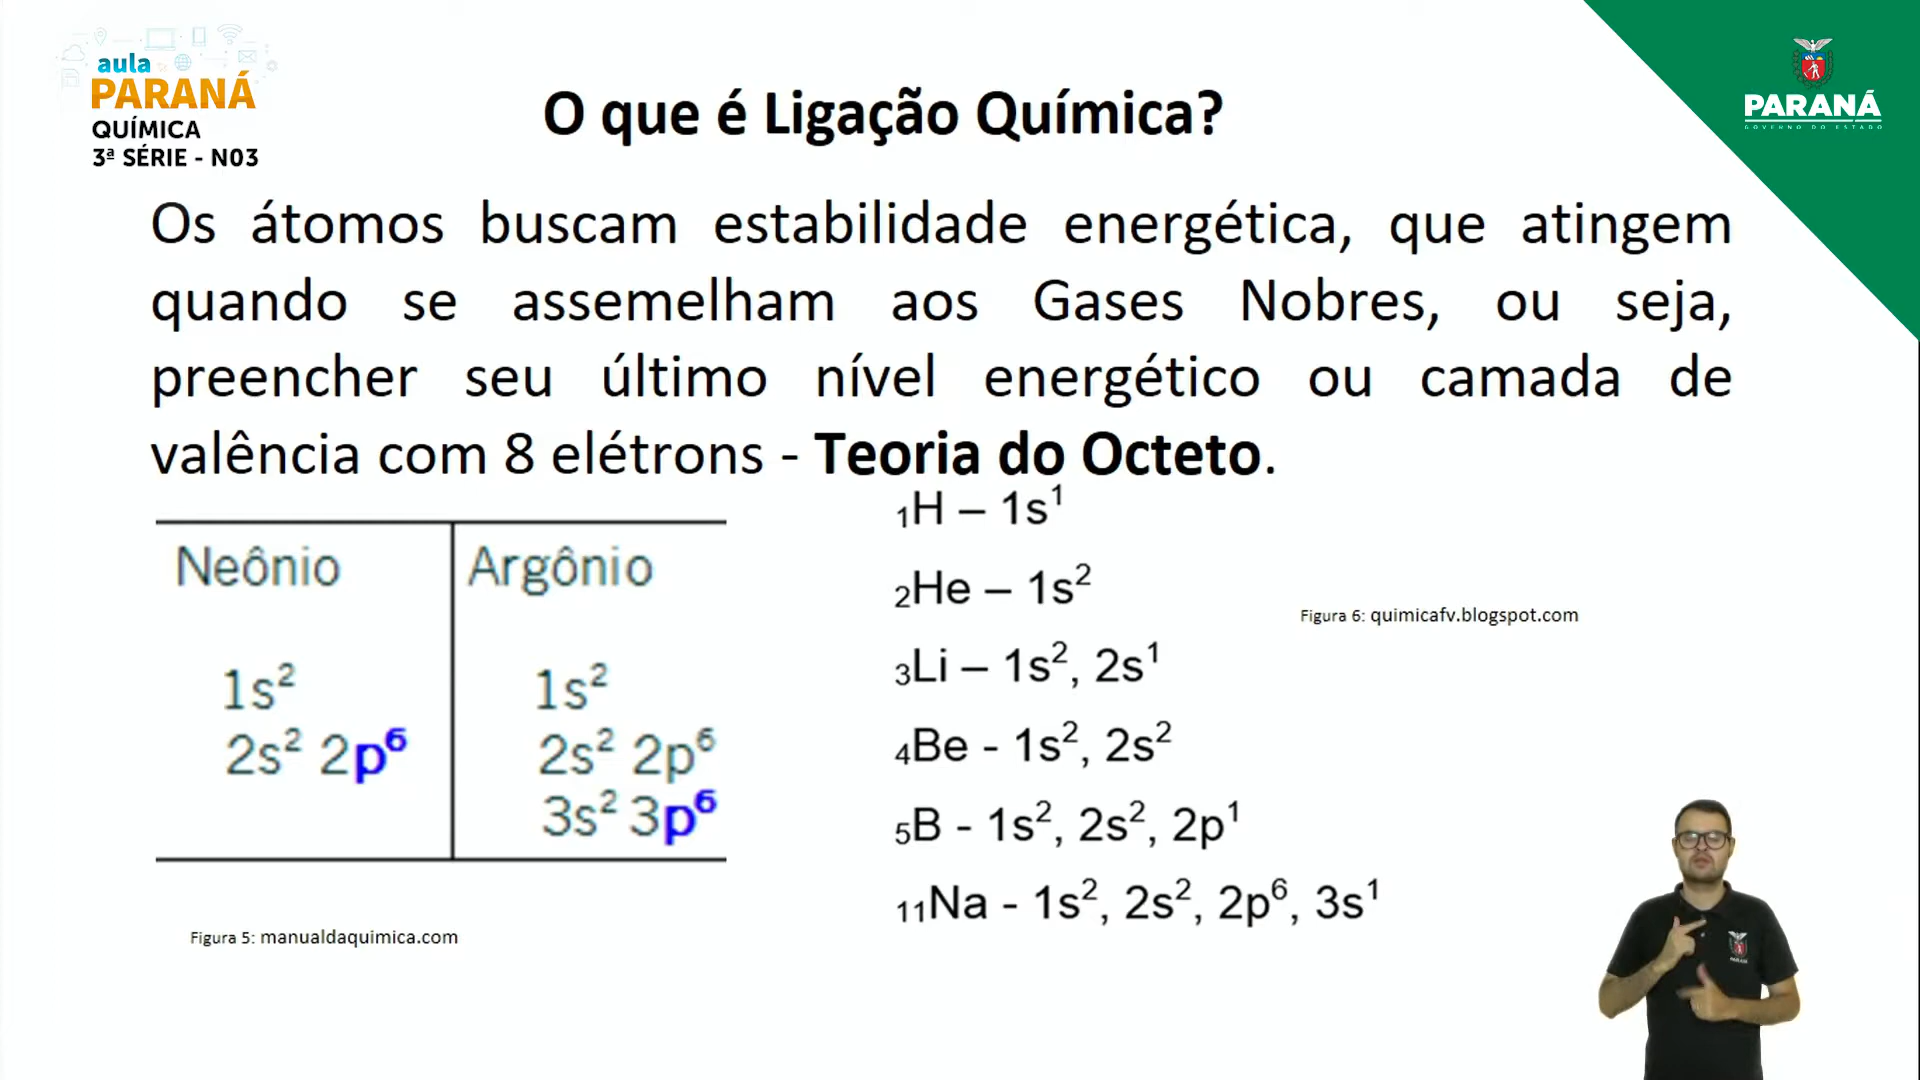 aula
PARANÁ
QUÍMICA
3ª SÉRIE - N03
O que é Ligação Química?
PARANÁ
GOVERNO DO ESTADO
Os átomos buscam estabilidade energética, que atingem
quando se assemelham aos Gases Nobres, ou seja,
preencher seu último nível energético ou camada de
valência com 8 elétrons - Teoria do Octeto.
Neônio
1s²
2s² 2p⁶
Argônio
1s²
2s² 2p⁶
3s² 3p⁶
Figura 5: manualdaquimica.com
₁H – 1s¹
₂He – 1s²
₃Li – 1s², 2s¹
₄Be - 1s², 2s²
₅B - 1s², 2s², 2p¹
₁₁Na - 1s², 2s², 2p⁶, 3s¹
Figura 6: quimicafv.blogspot.com